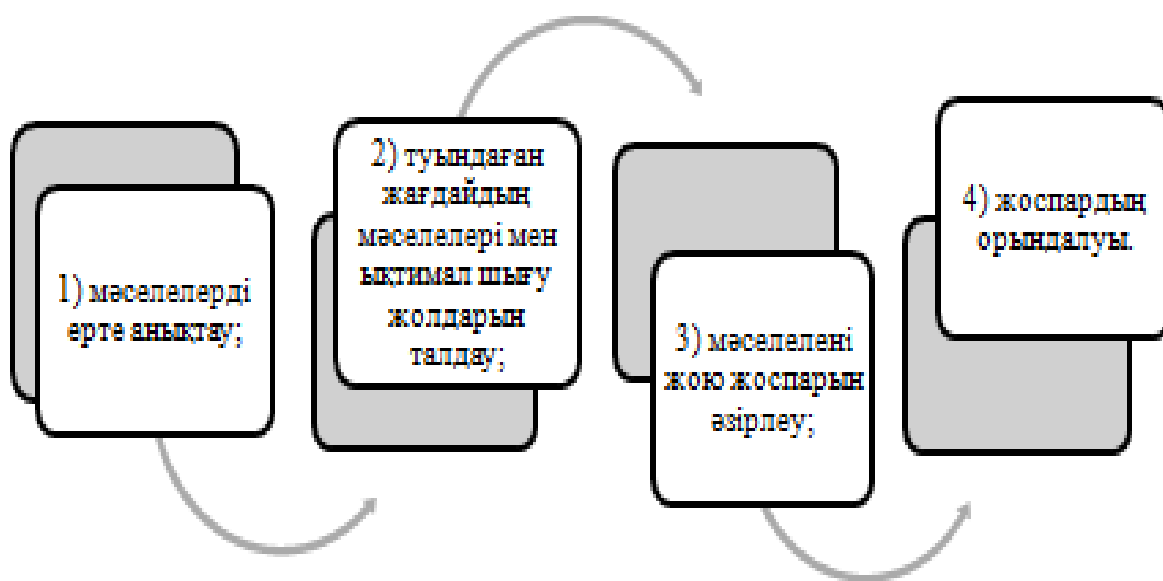 1) мәселелерді
ерте анықтау;
2) туындаған
жағдайдың
мәселелері мен
ықтимал шығу
жолдарын
талдау;
3) мәселелені
жою жоспарын
әзірлеу;
4) жоспардың
орындалуы.